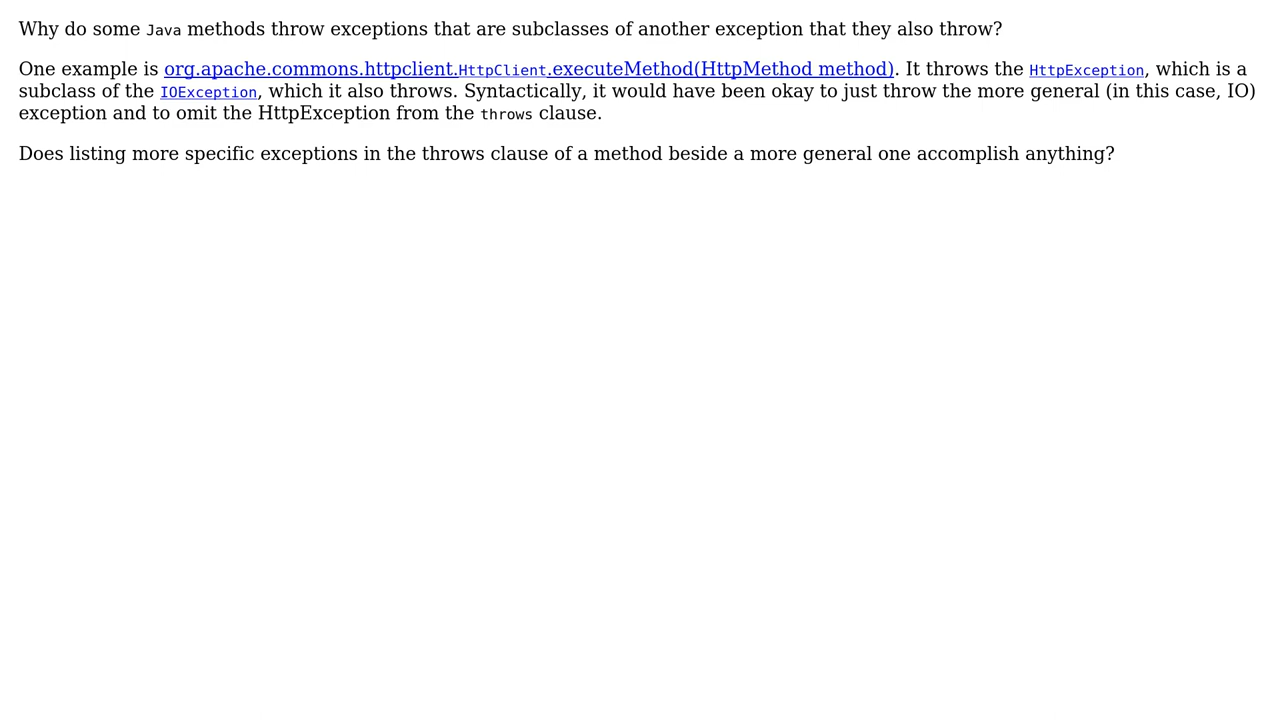 Why do some Java methods throw exceptions that are subclasses of another exception that they also throw?
One example is org.apache.commons.httpclient.HttpClient.executeMethod(HttpMethod method). It throws the HttpException, which is a
subclass of the IOException, which it also throws. Syntactically, it would have been okay to just throw the more general (in this case, IO)
exception and to omit the HttpException from the throws clause.
Does listing more specific exceptions in the throws clause of a method beside a more general one accomplish anything?